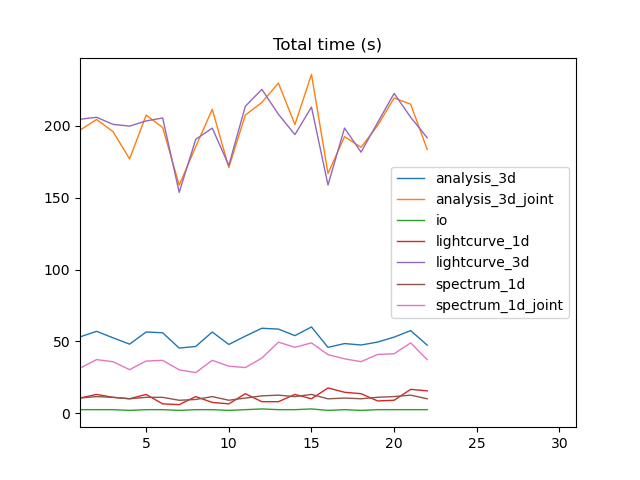 Total time (s)
200
150
100
50
0
analysis_3d
analysis_3d_joint
io
lightcurve_1d
lightcurve_3d
spectrum_1d
spectrum_1d_joint
5 10 15 20 25 30